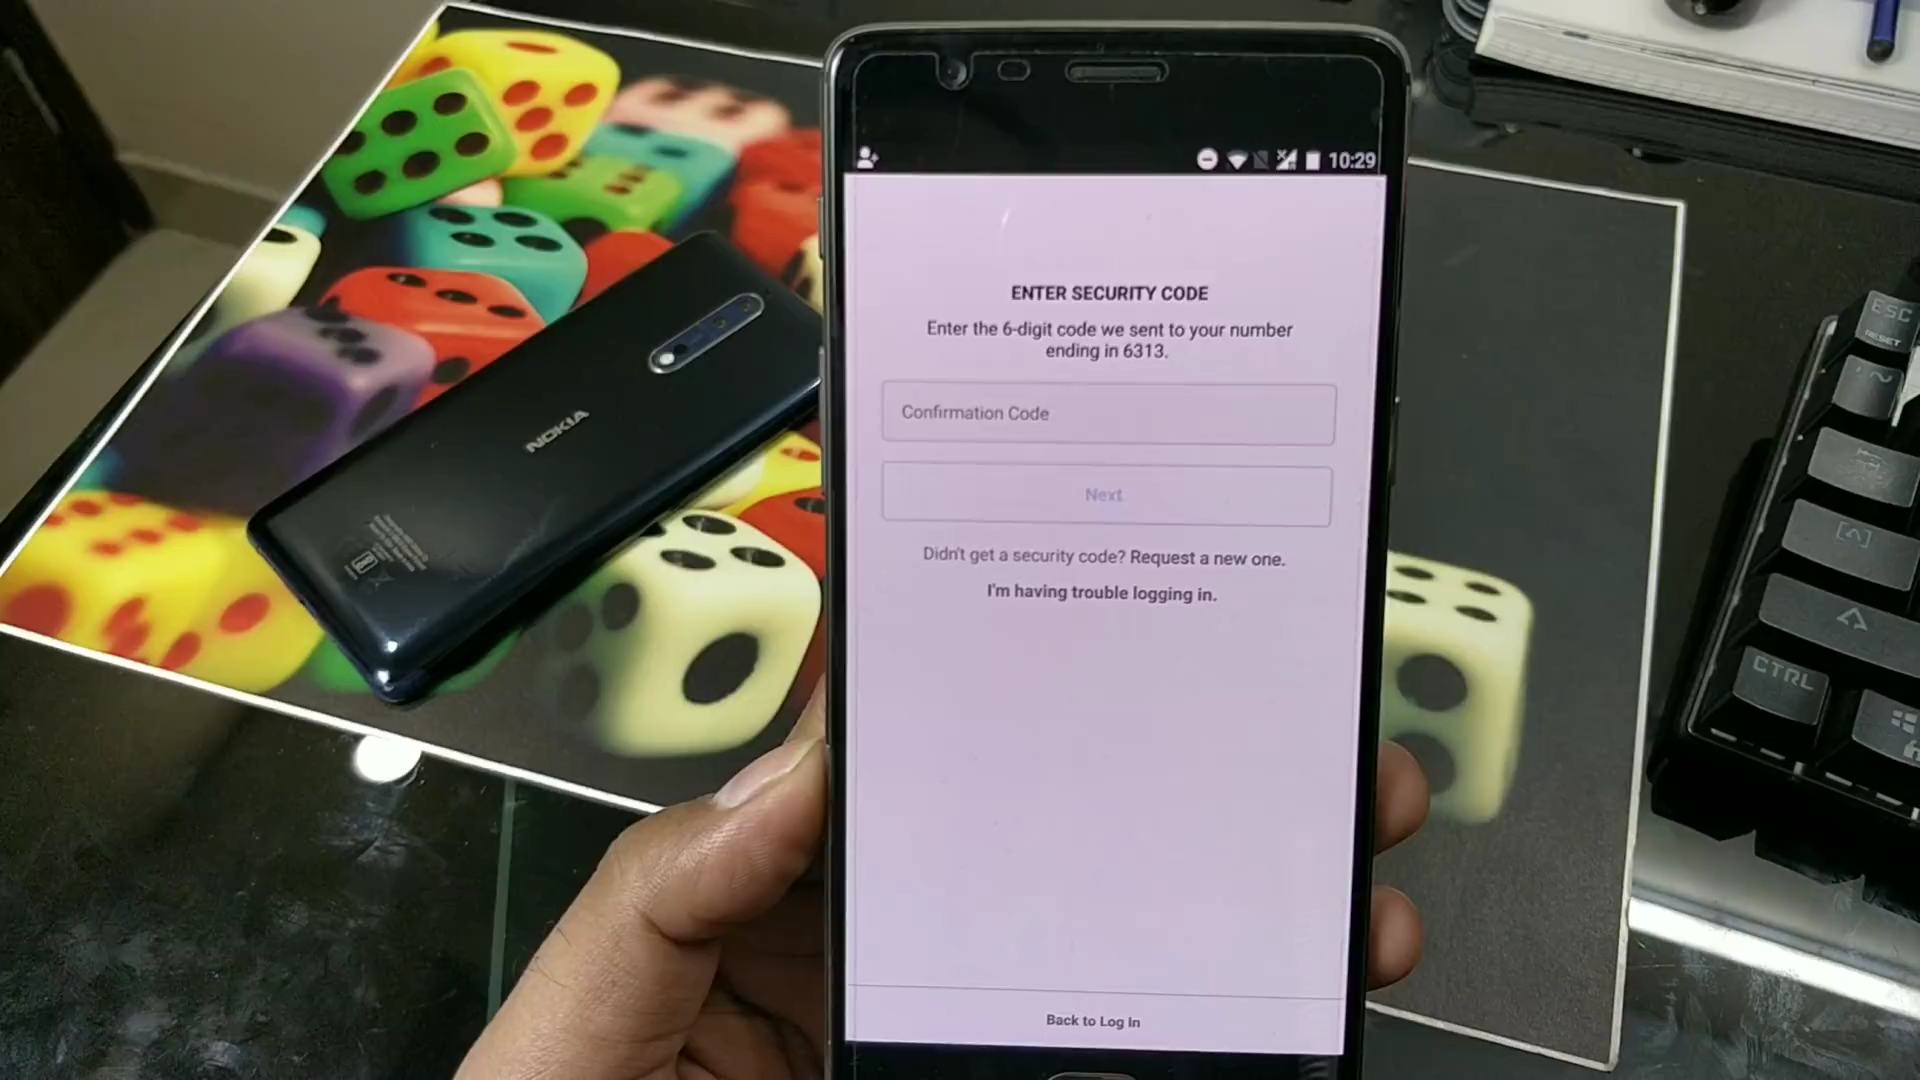 10:29
ENTER SECURITY CODE
Enter the 6-digit code we sent to your number
ending in 6313.
Confirmation Code
Next
Didn't get a security code? Request a new one.
I'm having trouble logging in.
Back to Log In
NOKIA
ESC
RESET
CTRL